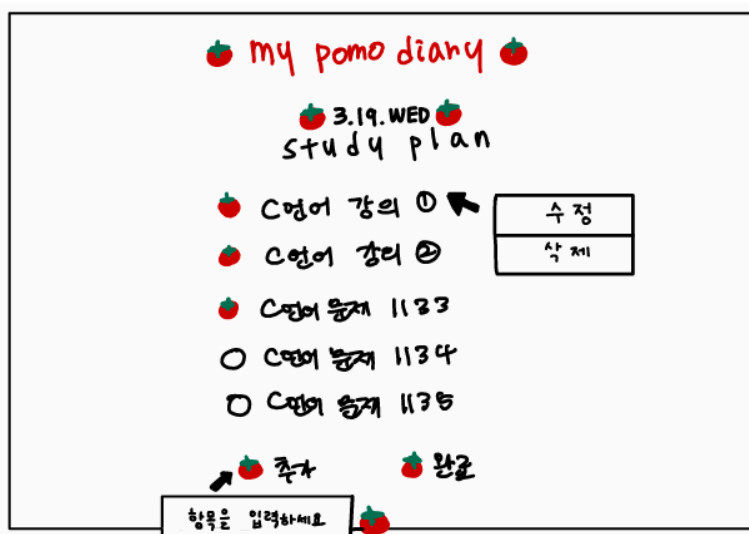 my pomo diary
3.19.WED
study plan
C언어 강의 ①
수정
삭제
C언어 강의 ②
C언어 문제 1133
C언어 문제 1134
C언어 문제 1135
추가
완료
항목을 입력하세요